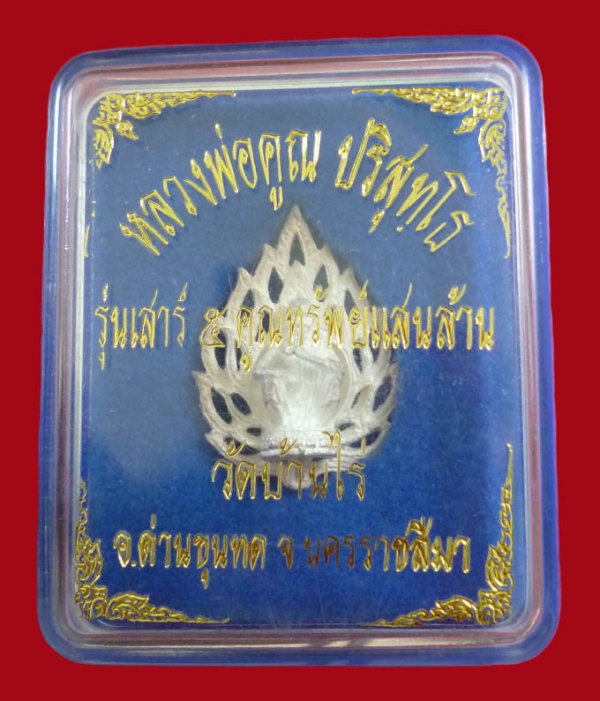 หลวงพ่อคูณ ปริสุทฺโธ
รุ่นเสาร์ ๕ คูณทรัพย์แสนล้าน
วัดบ้านไร่
อ.ด่านขุนทด จ.นครราชสีมา